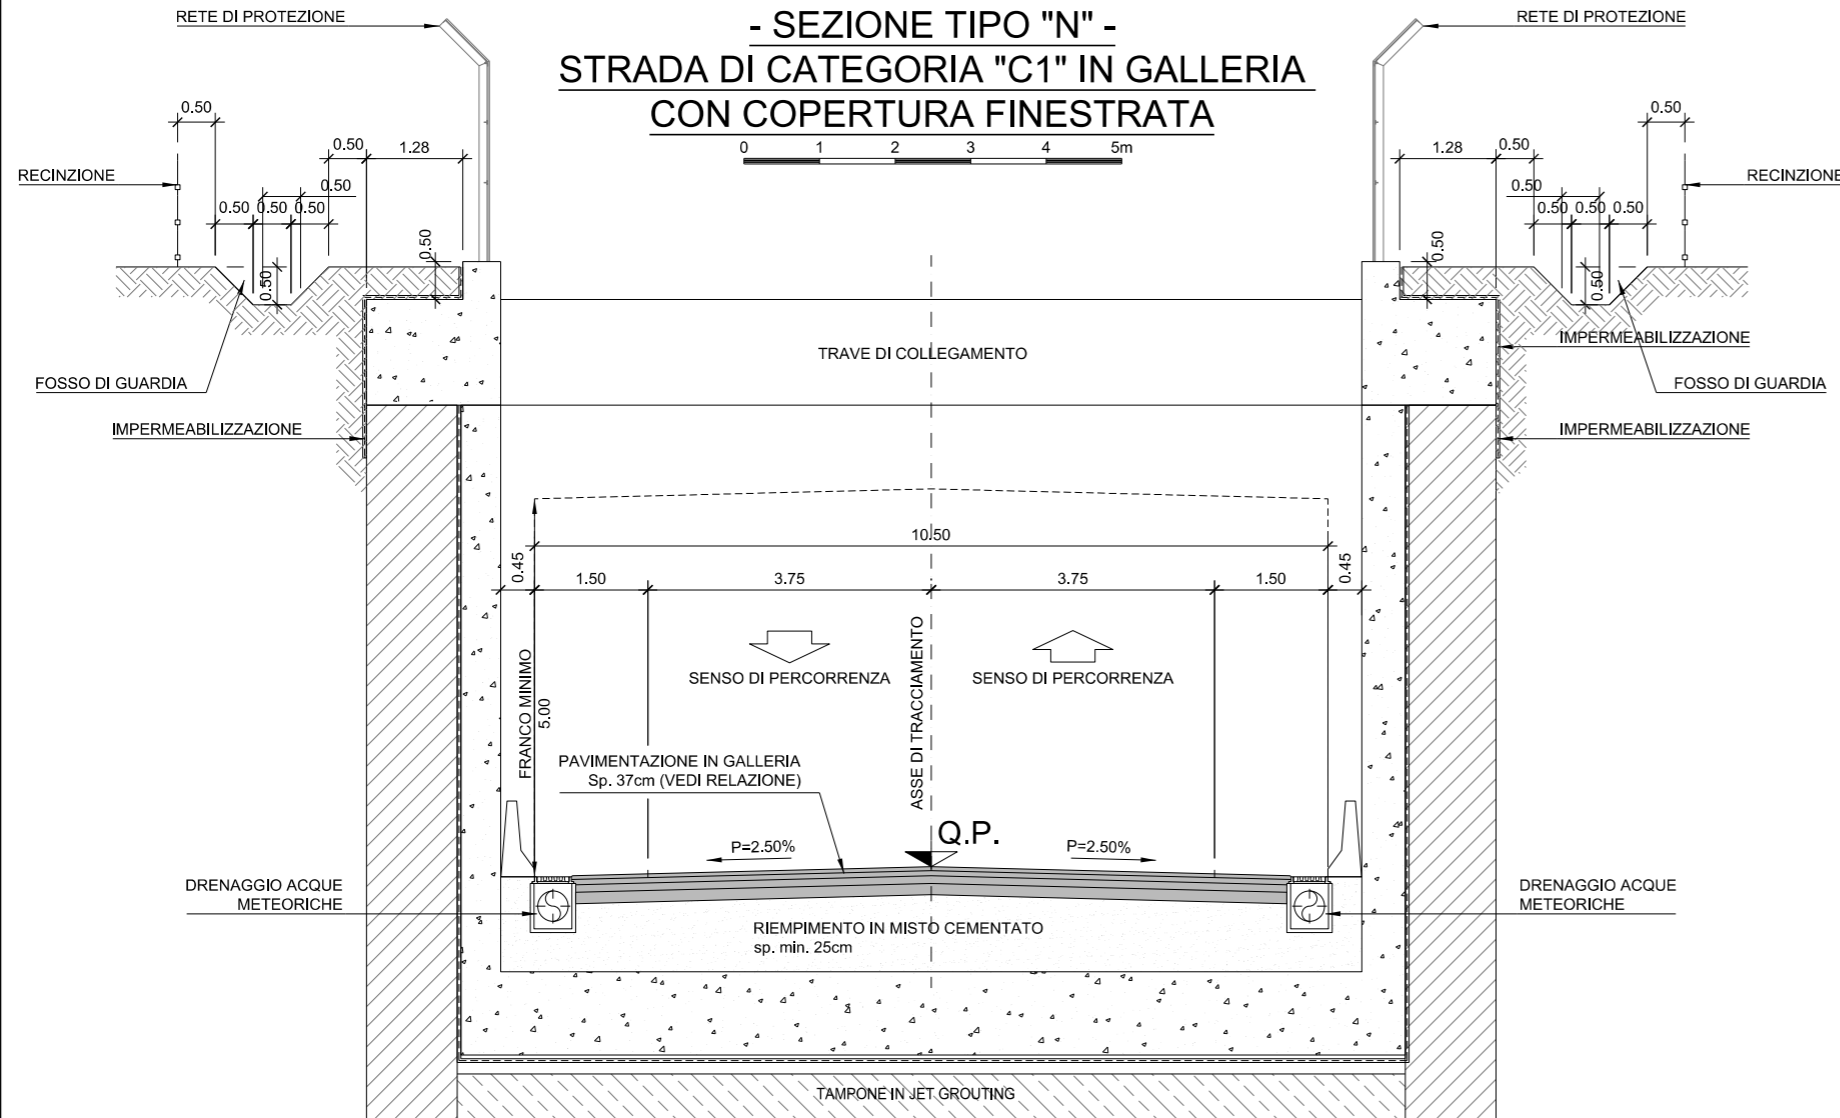 RETE DI PROTEZIONE
- SEZIONE TIPO "N" -
RETE DI PROTEZIONE
STRADA DI CATEGORIA "C1" IN GALLERIA
CON COPERTURA FINESTRATA
0 1 2 3 4 5m
0.50
0.50
0.50 1.28
1.28 0.50
RECINZIONE
RECINZIONE
0.50
0.50
0.50 0.50 0.50
0.50 0.50 0.50
0.50
0.50
0.50
0.50
TRAVE DI COLLEGAMENTO
IMPERMEABILIZZAZIONE
FOSSO DI GUARDIA
FOSSO DI GUARDIA
IMPERMEABILIZZAZIONE
IMPERMEABILIZZAZIONE
10.50
0.45
1.50 3.75 3.75 1.50
0.45
SENSO DI PERCORRENZA
SENSO DI PERCORRENZA
FRANCO MINIMO
5.00
ASSE DI TRACCIAMENTO
PAVIMENTAZIONE IN GALLERIA
Sp. 37cm (VEDI RELAZIONE)
Q.P.
P=2.50%
P=2.50%
DRENAGGIO ACQUE
METEORICHE
DRENAGGIO ACQUE
METEORICHE
RIEMPIMENTO IN MISTO CEMENTATO
sp. min. 25cm
TAMPONE IN JET GROUTING